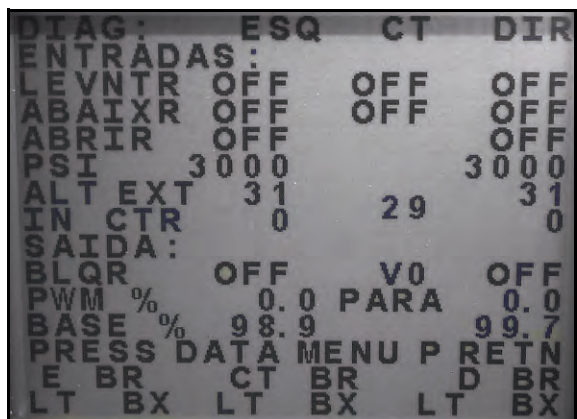 DIAG: ESQ CT DIR
ENTRADAS:
LEVNTR OFF OFF OFF
ABAIXR OFF OFF OFF
ABRIR OFF OFF
PSI 3000 3000
ALT EXT 31 29 31
IN CTR 0 0
SAIDA:
BLQR OFF V0 OFF
PWM % 0.0 PARA 0.0
BASE % 98.9 99.7
PRESS DATA MENU P RETN
E BR CT BR D BR
LT BX LT BX LT BX